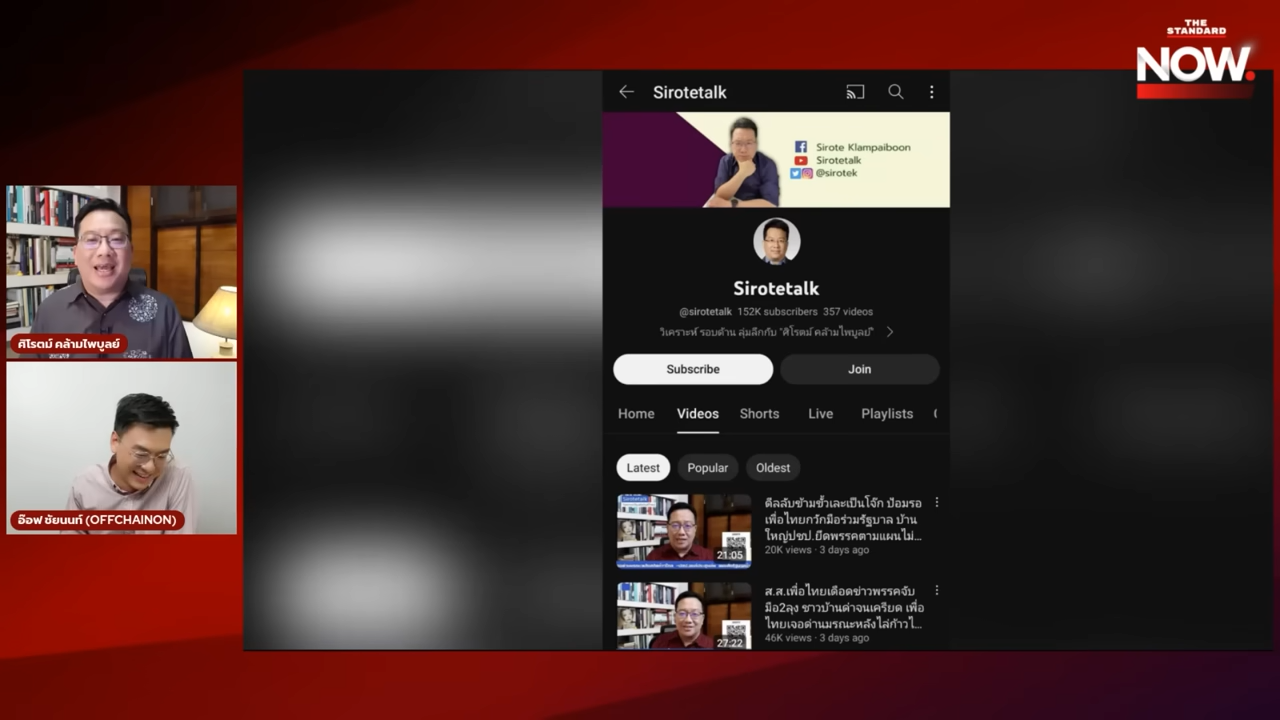 THE
STANDARD
NOW.
Sirotetalk
Sirote Klampaiboon
Sirotetalk
@sirotek
Sirotetalk
@sirotetalk 152K subscribers 357 videos
วิเคราะห์ รอบด้าน ลุ่มลึกกับ "ศิโรตม์ คล้ามไพบูลย์"
Subscribe
Join
Home Videos Shorts Live Playlists
Latest Popular Oldest
ดีลลับข้ามขั้วเละเป็นโจ๊ก ป้อมรอ
เพื่อไทยกวักมือร่วมรัฐบาล บ้าน
ใหญ่ปชป.ยึดพรรคตามแผนไม่...
20K views · 3 days ago
21:05
ส.ส.เพื่อไทยเดือดข่าวพรรคจับ
มือ2ลุง ชาวบ้านด่าจนเครียด เพื่อ
ไทยเจอด่านมรณะหลังไล่ก้าวไ...
46K views · 3 days ago
27:22
ศิโรตม์ คล้ามไพบูลย์
อ๊อฟ ชัยนนท์ (OFFCHAINON)